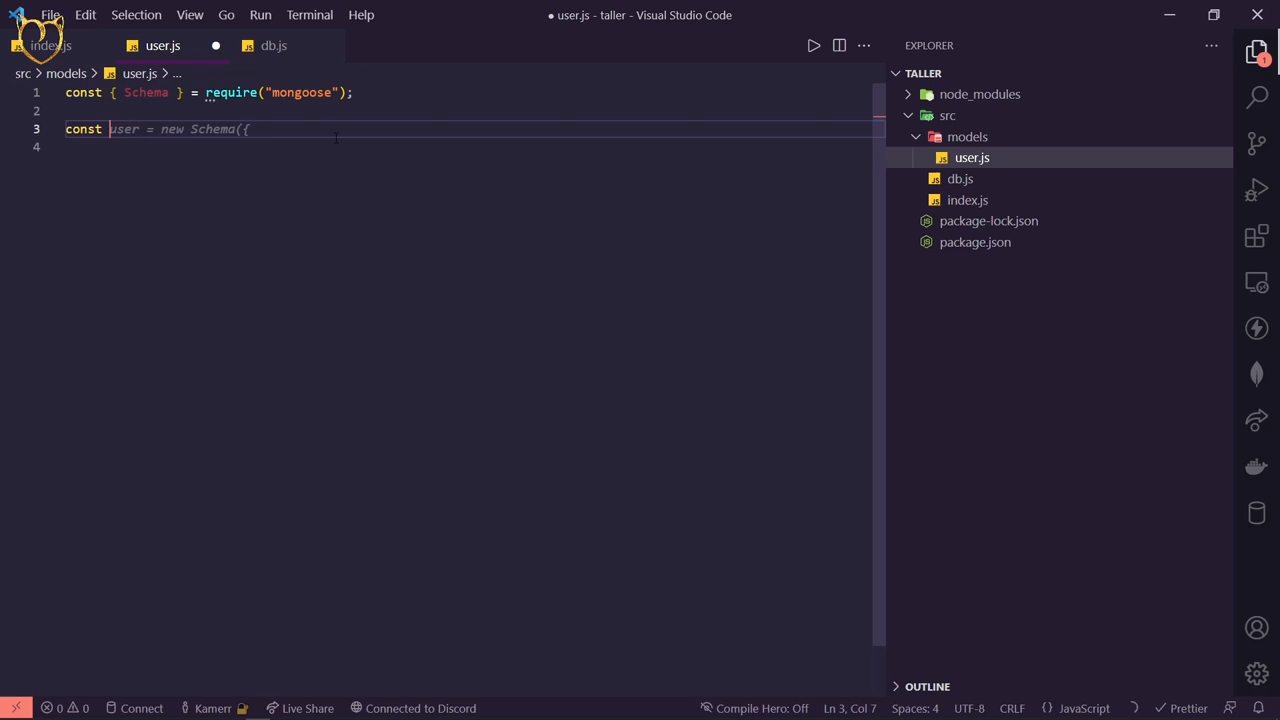 File Edit Selection View Go Run Terminal Help
● user.js - taller - Visual Studio Code
index.js user.js db.js
src > models > user.js > ...
1 const { Schema } = require("mongoose");
2
3 const user = new Schema({
4
EXPLORER
TALLER
node_modules
src
models
user.js
db.js
index.js
package-lock.json
package.json
OUTLINE
1
0 0 Connect Kamerr Live Share Connected to Discord
Compile Hero: Off Ln 3, Col 7 Spaces: 4 UTF-8 CRLF {} JavaScript Prettier